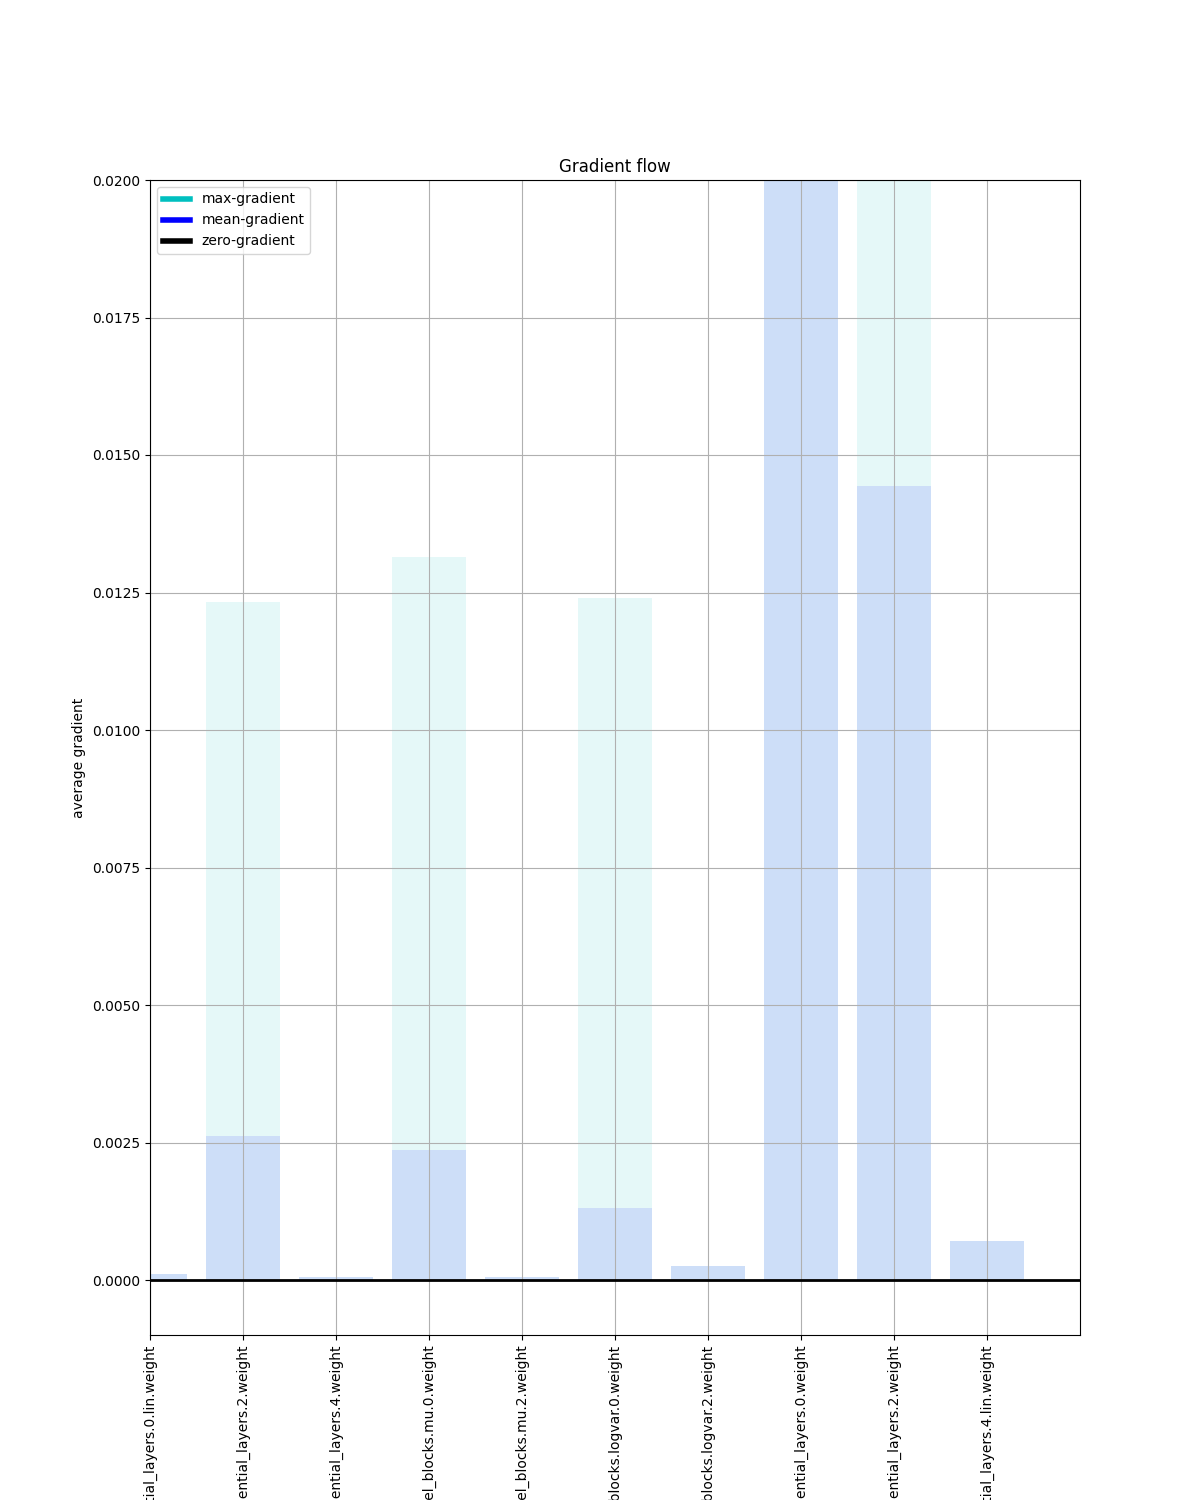 Gradient flow
max-gradient
mean-gradient
zero-gradient
0.0200
0.0175
0.0150
0.0125
0.0100
0.0075
0.0050
0.0025
0.0000
average gradient
tial_layers.0.lin.weight
ential_layers.2.weight
ential_layers.4.weight
el_blocks.mu.0.weight
el_blocks.mu.2.weight
blocks.logvar.0.weight
blocks.logvar.2.weight
ential_layers.0.weight
ential_layers.2.weight
tial_layers.4.lin.weight